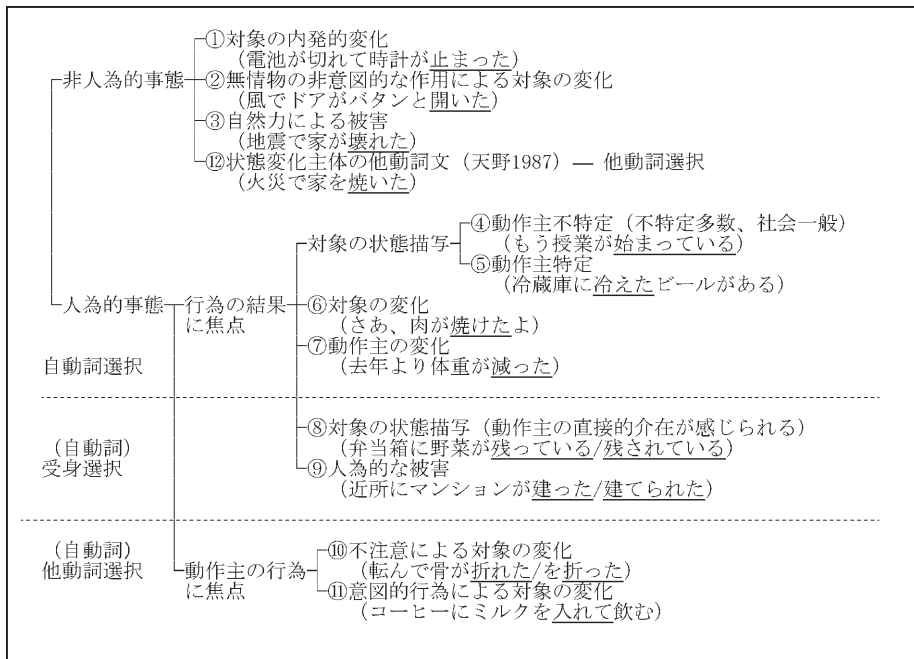 ①対象の内発的変化
(電池が切れて時計が止まった)
非人為的事態
②無情物の非意図的な作用による対象の変化
(風でドアがバタンと開いた)
③自然力による被害
(地震で家が壊れた)
⑫状態変化主体の他動詞文(天野1987)― 他動詞選択
(火災で家を焼いた)
対象の状態描写
④動作主不特定(不特定多数、社会一般)
(もう授業が始まっている)
⑤動作主特定
(冷蔵庫に冷えたビールがある)
人為的事態
行為の結果
に焦点
⑥対象の変化
(さあ、肉が焼けたよ)
⑦動作主の変化
(去年より体重が減った)
自動詞選択
⑧対象の状態描写(動作主の直接的介在が感じられる)
(弁当箱に野菜が残っている/残されている)
(自動詞)
受身選択
⑨人為的な被害
(近所にマンションが建った/建てられた)
(自動詞)
他動詞選択
動作主の行為
に焦点
⑩不注意による対象の変化
(転んで骨が折れた/を折った)
⑪意図的行為による対象の変化
(コーヒーにミルクを入れて飲む)